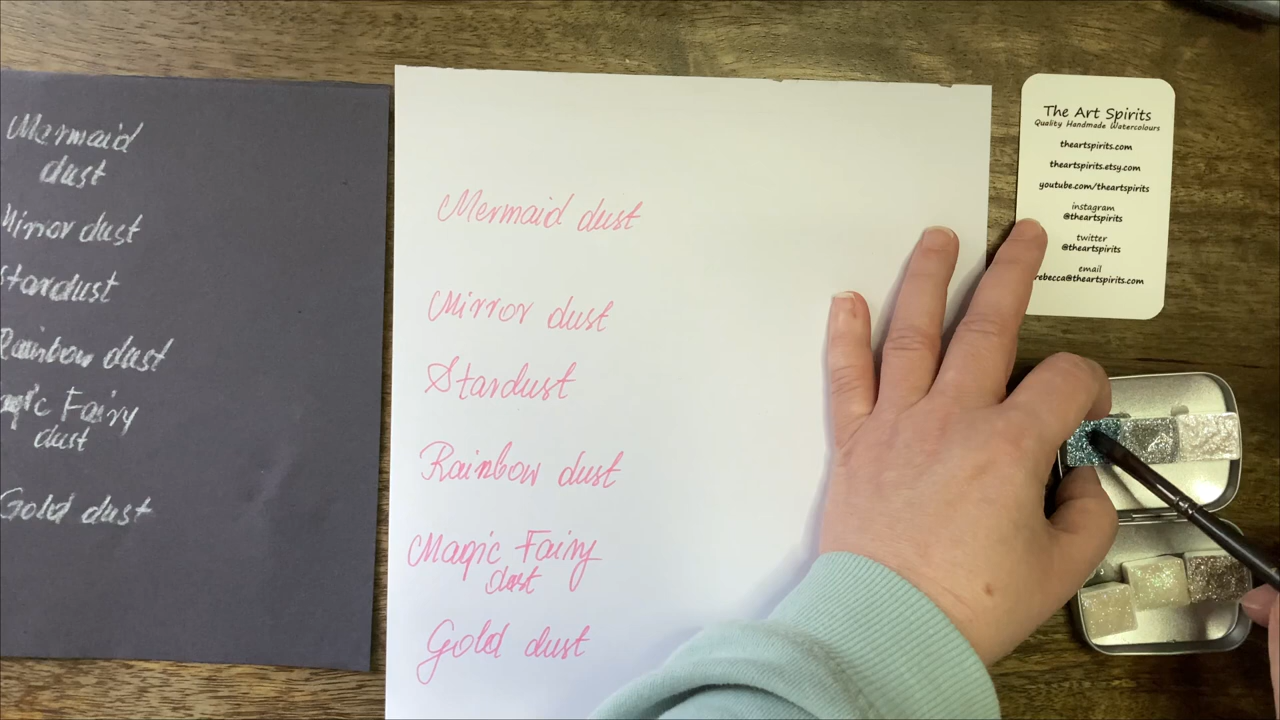 Mermaid
dust
Mirror dust
Stardust
Rainbow dust
Magic Fairy
dust
Gold dust
Mermaid dust
Mirror dust
Stardust
Rainbow dust
Magic Fairy
dust
Gold dust
The Art Spirits
Quality Handmade Watercolours
theartspirits.com
theartspirits.etsy.com
youtube.com/theartspirits
instagram
@theartspirits
twitter
@theartspirits
email
rebecca@theartspirits.com